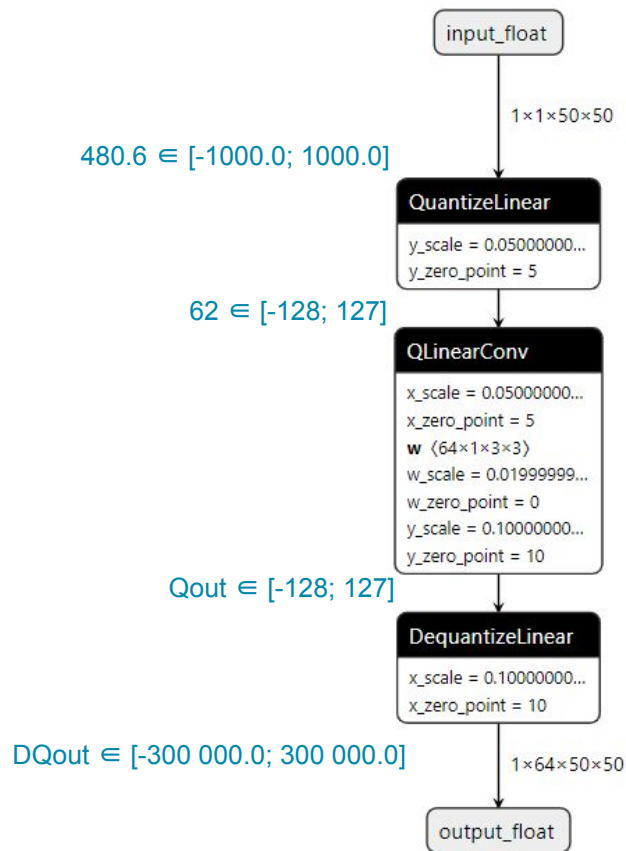 input_float
1×1×50×50
480.6 ∈ [-1000.0; 1000.0]
QuantizeLinear
y_scale = 0.05000000...
y_zero_point = 5
62 ∈ [-128; 127]
QLinearConv
x_scale = 0.05000000...
x_zero_point = 5
w ⟨64×1×3×3⟩
w_scale = 0.01999999...
w_zero_point = 0
y_scale = 0.10000000...
y_zero_point = 10
Qout ∈ [-128; 127]
DequantizeLinear
x_scale = 0.10000000...
x_zero_point = 10
DQout ∈ [-300 000.0; 300 000.0]
1×64×50×50
output_float